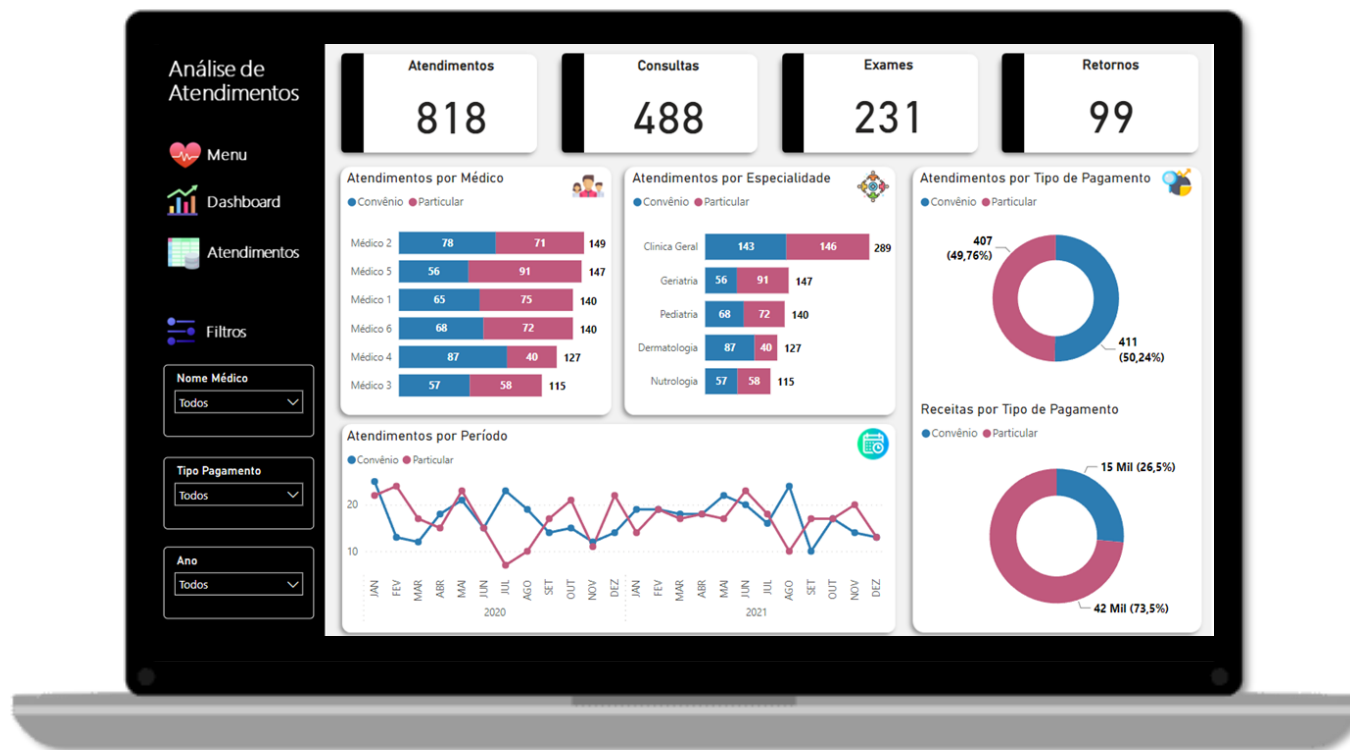 Análise de
Atendimentos
Menu
Dashboard
Atendimentos
Filtros
Nome Médico
Todos
Tipo Pagamento
Todos
Ano
Todos
Atendimentos
818
Consultas
488
Exames
231
Retornos
99
Atendimentos por Médico
Convênio Particular
Médico 2 78 71 149
Médico 5 56 91 147
Médico 1 65 75 140
Médico 6 68 72 140
Médico 4 87 40 127
Médico 3 57 58 115
Atendimentos por Especialidade
Convênio Particular
Clinica Geral 143 146 289
Geriatria 56 91 147
Pediatria 68 72 140
Dermatologia 87 40 127
Nutrologia 57 58 115
Atendimentos por Tipo de Pagamento
Convênio Particular
407
(49,76%)
411
(50,24%)
Receitas por Tipo de Pagamento
Convênio Particular
15 Mil (26,5%)
42 Mil (73,5%)
Atendimentos por Período
Convênio Particular
20
10
JAN FEV MAR ABR MAI JUN JUL AGO SET OUT NOV DEZ JAN FEV MAR ABR MAI JUN JUL AGO SET OUT NOV DEZ
2020 2021